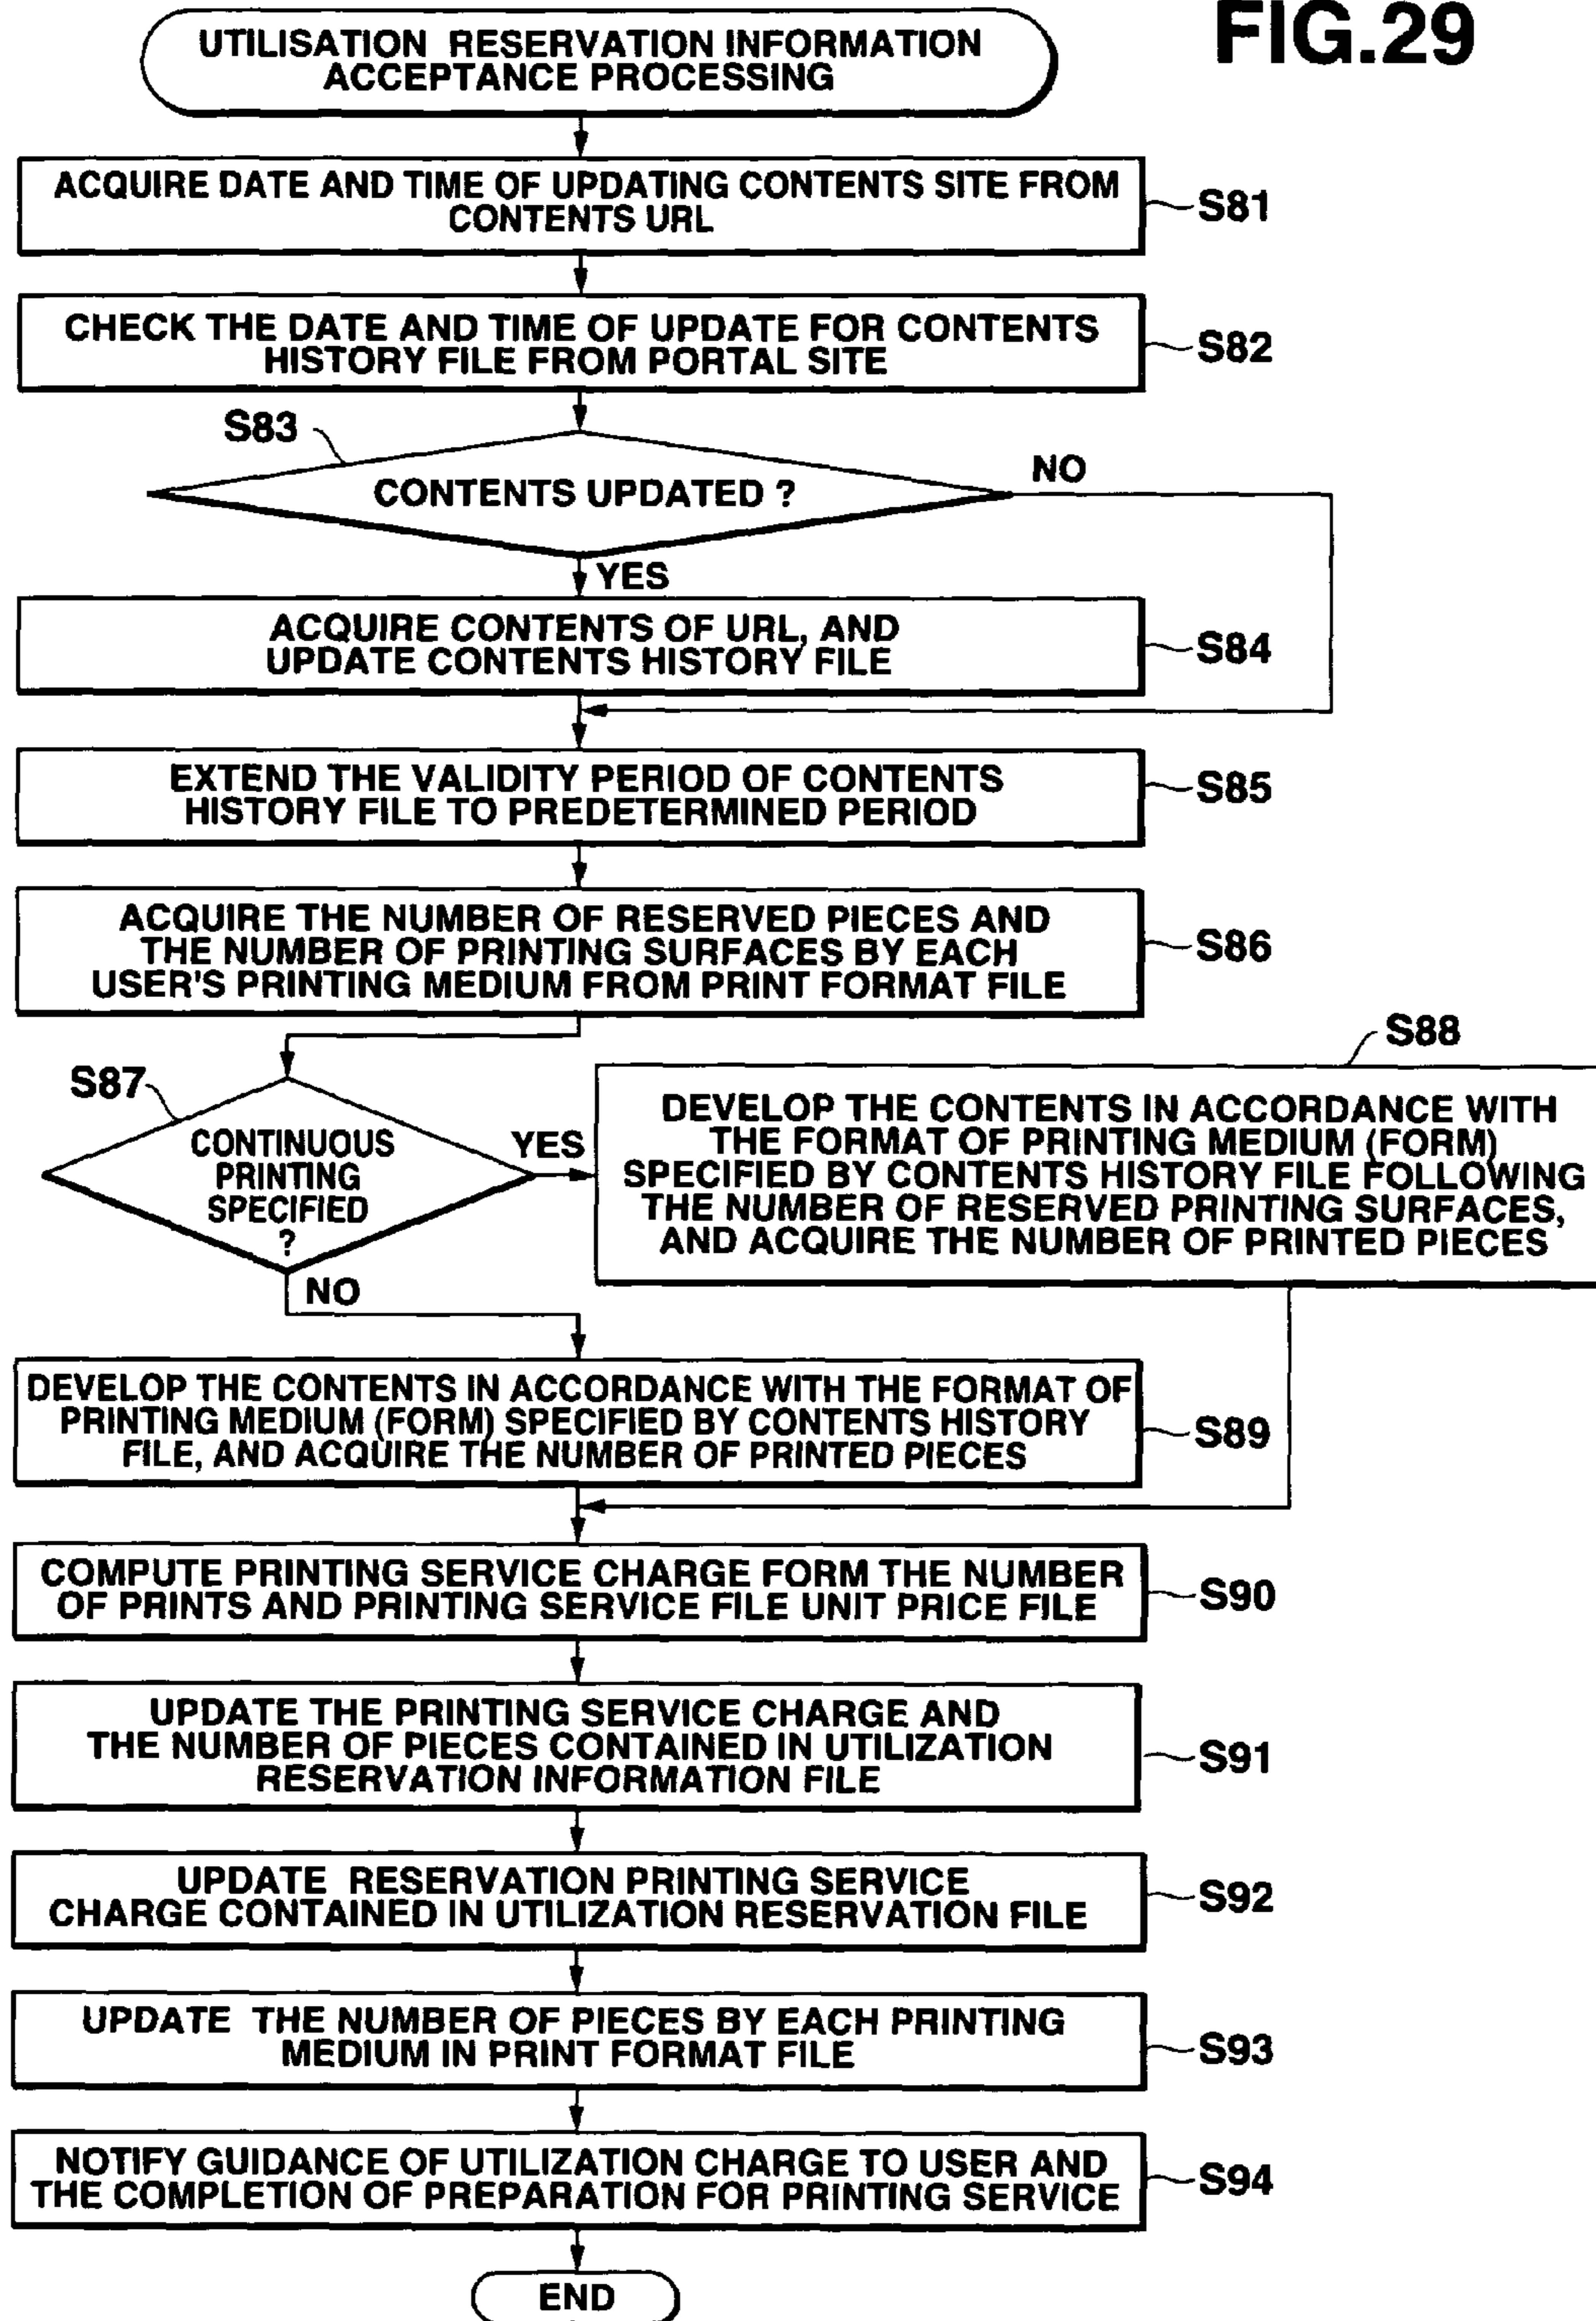 FIG.29
UTILISATION RESERVATION INFORMATION
ACCEPTANCE PROCESSING
ACQUIRE DATE AND TIME OF UPDATING CONTENTS SITE FROM
CONTENTS URL
S81
CHECK THE DATE AND TIME OF UPDATE FOR CONTENTS
HISTORY FILE FROM PORTAL SITE
S82
S83
CONTENTS UPDATED ?
NO
YES
ACQUIRE CONTENTS OF URL, AND
UPDATE CONTENTS HISTORY FILE
S84
EXTEND THE VALIDITY PERIOD OF CONTENTS
HISTORY FILE TO PREDETERMINED PERIOD
S85
ACQUIRE THE NUMBER OF RESERVED PIECES AND
THE NUMBER OF PRINTING SURFACES BY EACH
USER'S PRINTING MEDIUM FROM PRINT FORMAT FILE
S86
S87
CONTINUOUS
PRINTING
SPECIFIED
?
YES
NO
S88
DEVELOP THE CONTENTS IN ACCORDANCE WITH
THE FORMAT OF PRINTING MEDIUM (FORM)
SPECIFIED BY CONTENTS HISTORY FILE FOLLOWING
THE NUMBER OF RESERVED PRINTING SURFACES,
AND ACQUIRE THE NUMBER OF PRINTED PIECES
DEVELOP THE CONTENTS IN ACCORDANCE WITH THE FORMAT OF
PRINTING MEDIUM (FORM) SPECIFIED BY CONTENTS HISTORY
FILE, AND ACQUIRE THE NUMBER OF PRINTED PIECES
S89
COMPUTE PRINTING SERVICE CHARGE FORM THE NUMBER
OF PRINTS AND PRINTING SERVICE FILE UNIT PRICE FILE
S90
UPDATE THE PRINTING SERVICE CHARGE AND
THE NUMBER OF PIECES CONTAINED IN UTILIZATION
RESERVATION INFORMATION FILE
S91
UPDATE RESERVATION PRINTING SERVICE
CHARGE CONTAINED IN UTILIZATION RESERVATION FILE
S92
UPDATE THE NUMBER OF PIECES BY EACH PRINTING
MEDIUM IN PRINT FORMAT FILE
S93
NOTIFY GUIDANCE OF UTILIZATION CHARGE TO USER AND
THE COMPLETION OF PREPARATION FOR PRINTING SERVICE
S94
END